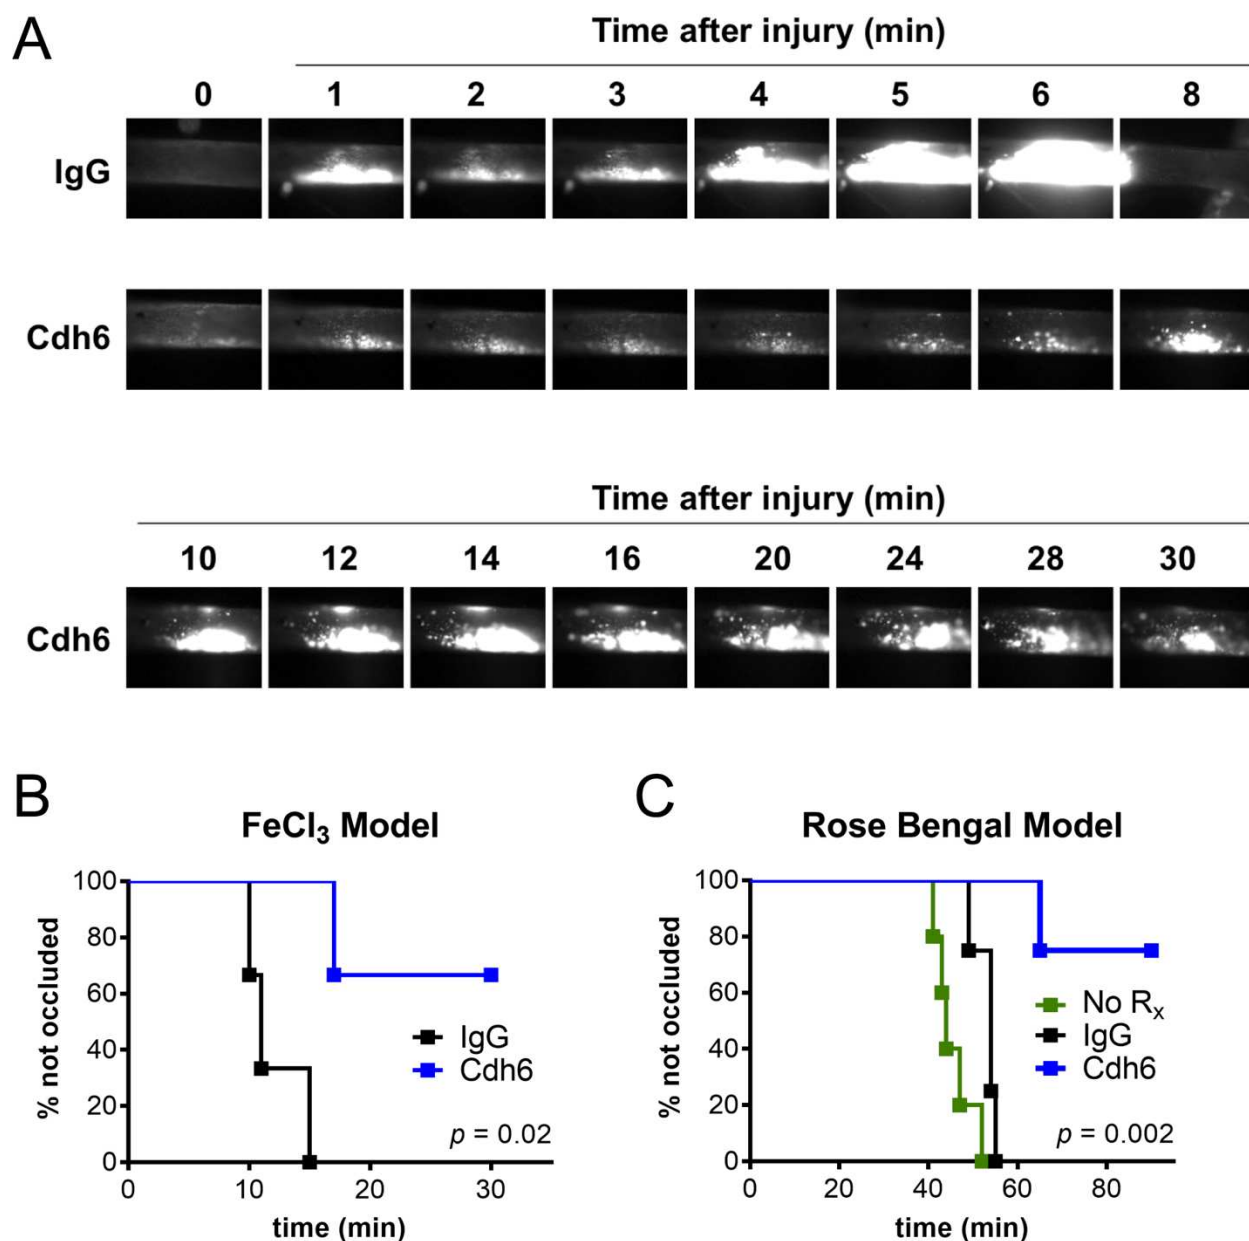 A
Time after injury (min)
0 1 2 3 4 5 6 8
IgG
Cdh6
Time after injury (min)
10 12 14 16 20 24 28 30
Cdh6
B
FeCl₃ Model
% not occluded
100
80
60
40
20
0
0 10 20 30
time (min)
IgG
Cdh6
p = 0.02
C
Rose Bengal Model
% not occluded
100
80
60
40
20
0
0 20 40 60 80
time (min)
No Rₓ
IgG
Cdh6
p = 0.002